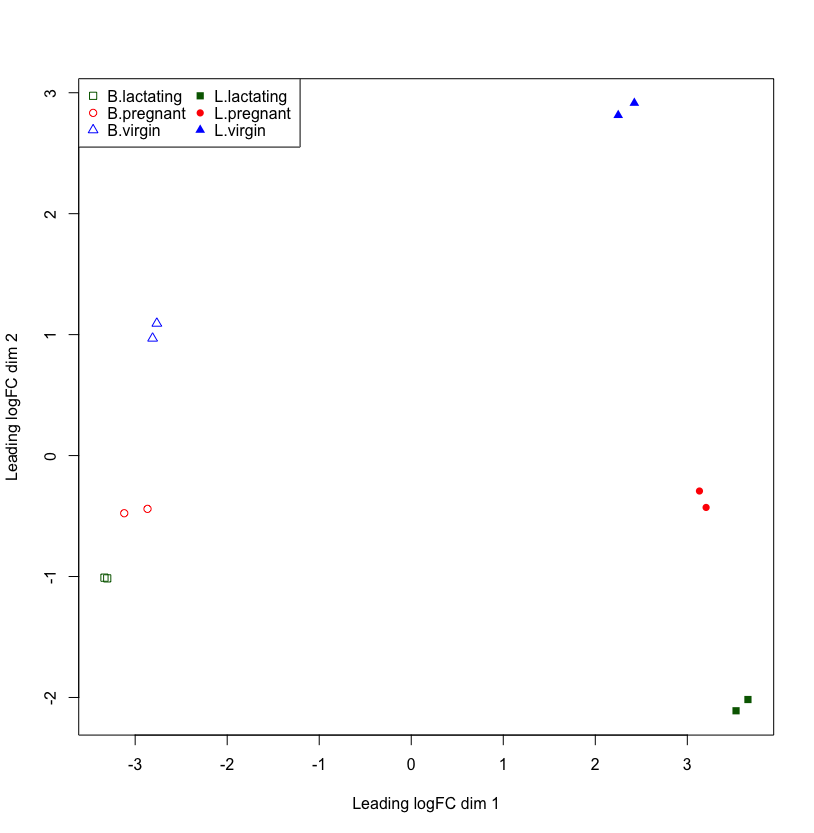 B.lactating L.lactating
B.pregnant L.pregnant
B.virgin L.virgin
3
2
1
0
-1
-2
Leading logFC dim 2
-3 -2 -1 0 1 2 3
Leading logFC dim 1